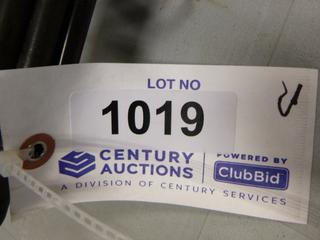 LOT NO
1019
CENTURY
AUCTIONS
POWERED BY
ClubBid
A DIVISION OF CENTURY SERVICES